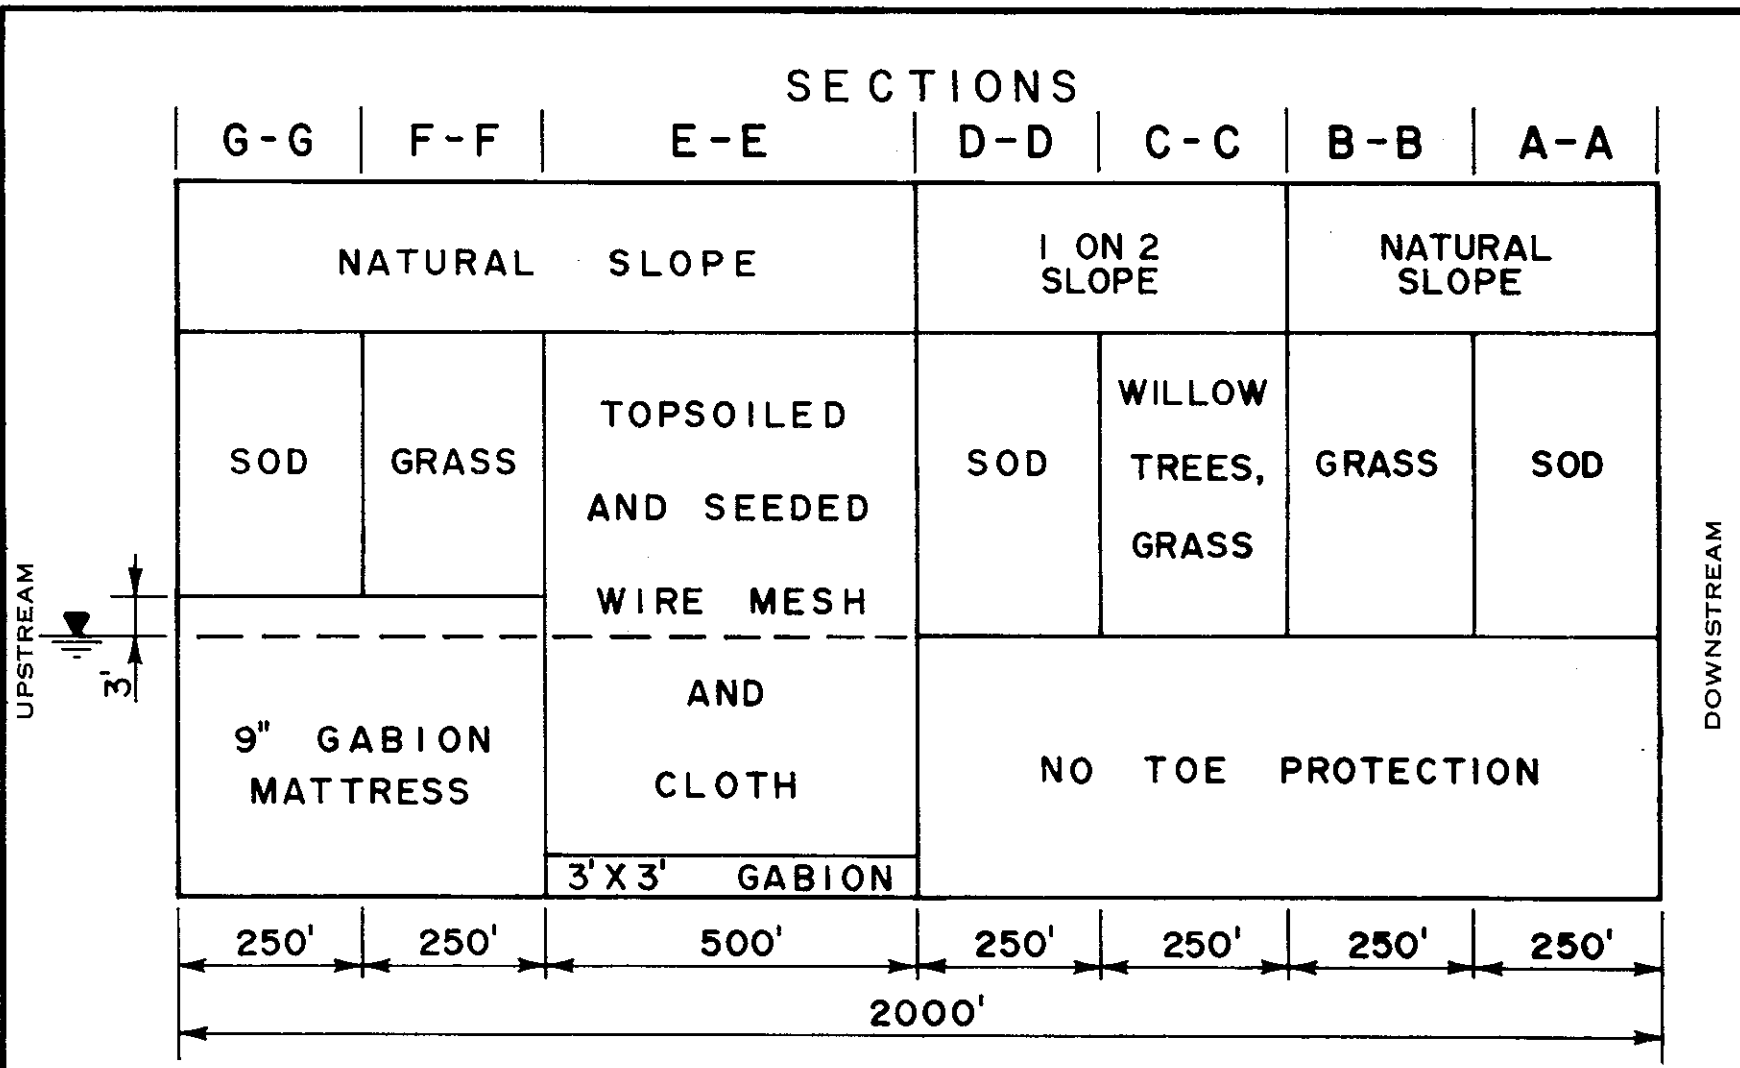 SECTIONS
G-G F-F E-E D-D C-C B-B A-A
NATURAL SLOPE
1 ON 2
SLOPE
NATURAL
SLOPE
SOD
GRASS
TOPSOILED
AND SEEDED
WIRE MESH
AND
CLOTH
SOD
WILLOW
TREES,
GRASS
GRASS
SOD
UPSTREAM
3'
DOWNSTREAM
9" GABION
MATTRESS
3'X3' GABION
NO TOE PROTECTION
250' 250' 500' 250' 250' 250' 250'
2000'